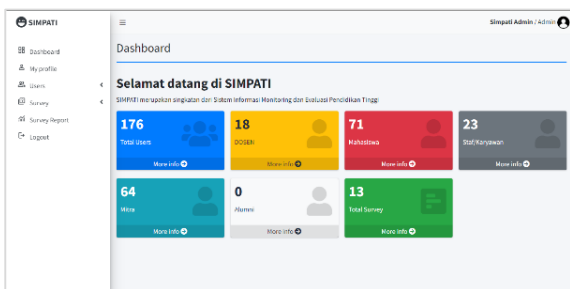 SIMPATI
Simpati Admin / Admin
Dashboard
My profile
Users
Survey
Survey Report
Logout
Dashboard
Selamat datang di SIMPATI
SIMPATI merupakan singkatan dari Sistem Informasi Monitoring dan Evaluasi Pendidikan Tinggi
176
Total Users
More info
18
DOSEN
More info
71
Mahasiswa
More info
23
Staf/Karyawan
More info
64
Mitra
More info
0
Alumni
More info
13
Total Survey
More info